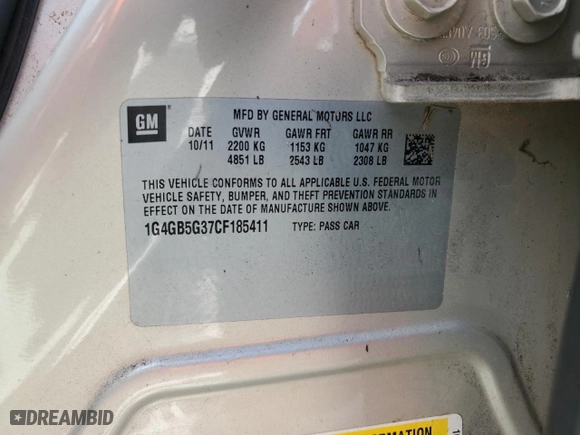 GM
MFD BY GENERAL MOTORS LLC
DATE GVWR GAWR FRT GAWR RR
10/11 2200 KG 1153 KG 1047 KG
4851 LB 2543 LB 2308 LB
THIS VEHICLE CONFORMS TO ALL APPLICABLE U.S. FEDERAL MOTOR
VEHICLE SAFETY, BUMPER, AND THEFT PREVENTION STANDARDS IN
EFFECT ON THE DATE OF MANUFACTURE SHOWN ABOVE.
1G4GB5G37CF185411 TYPE: PASS CAR
DREAMBID